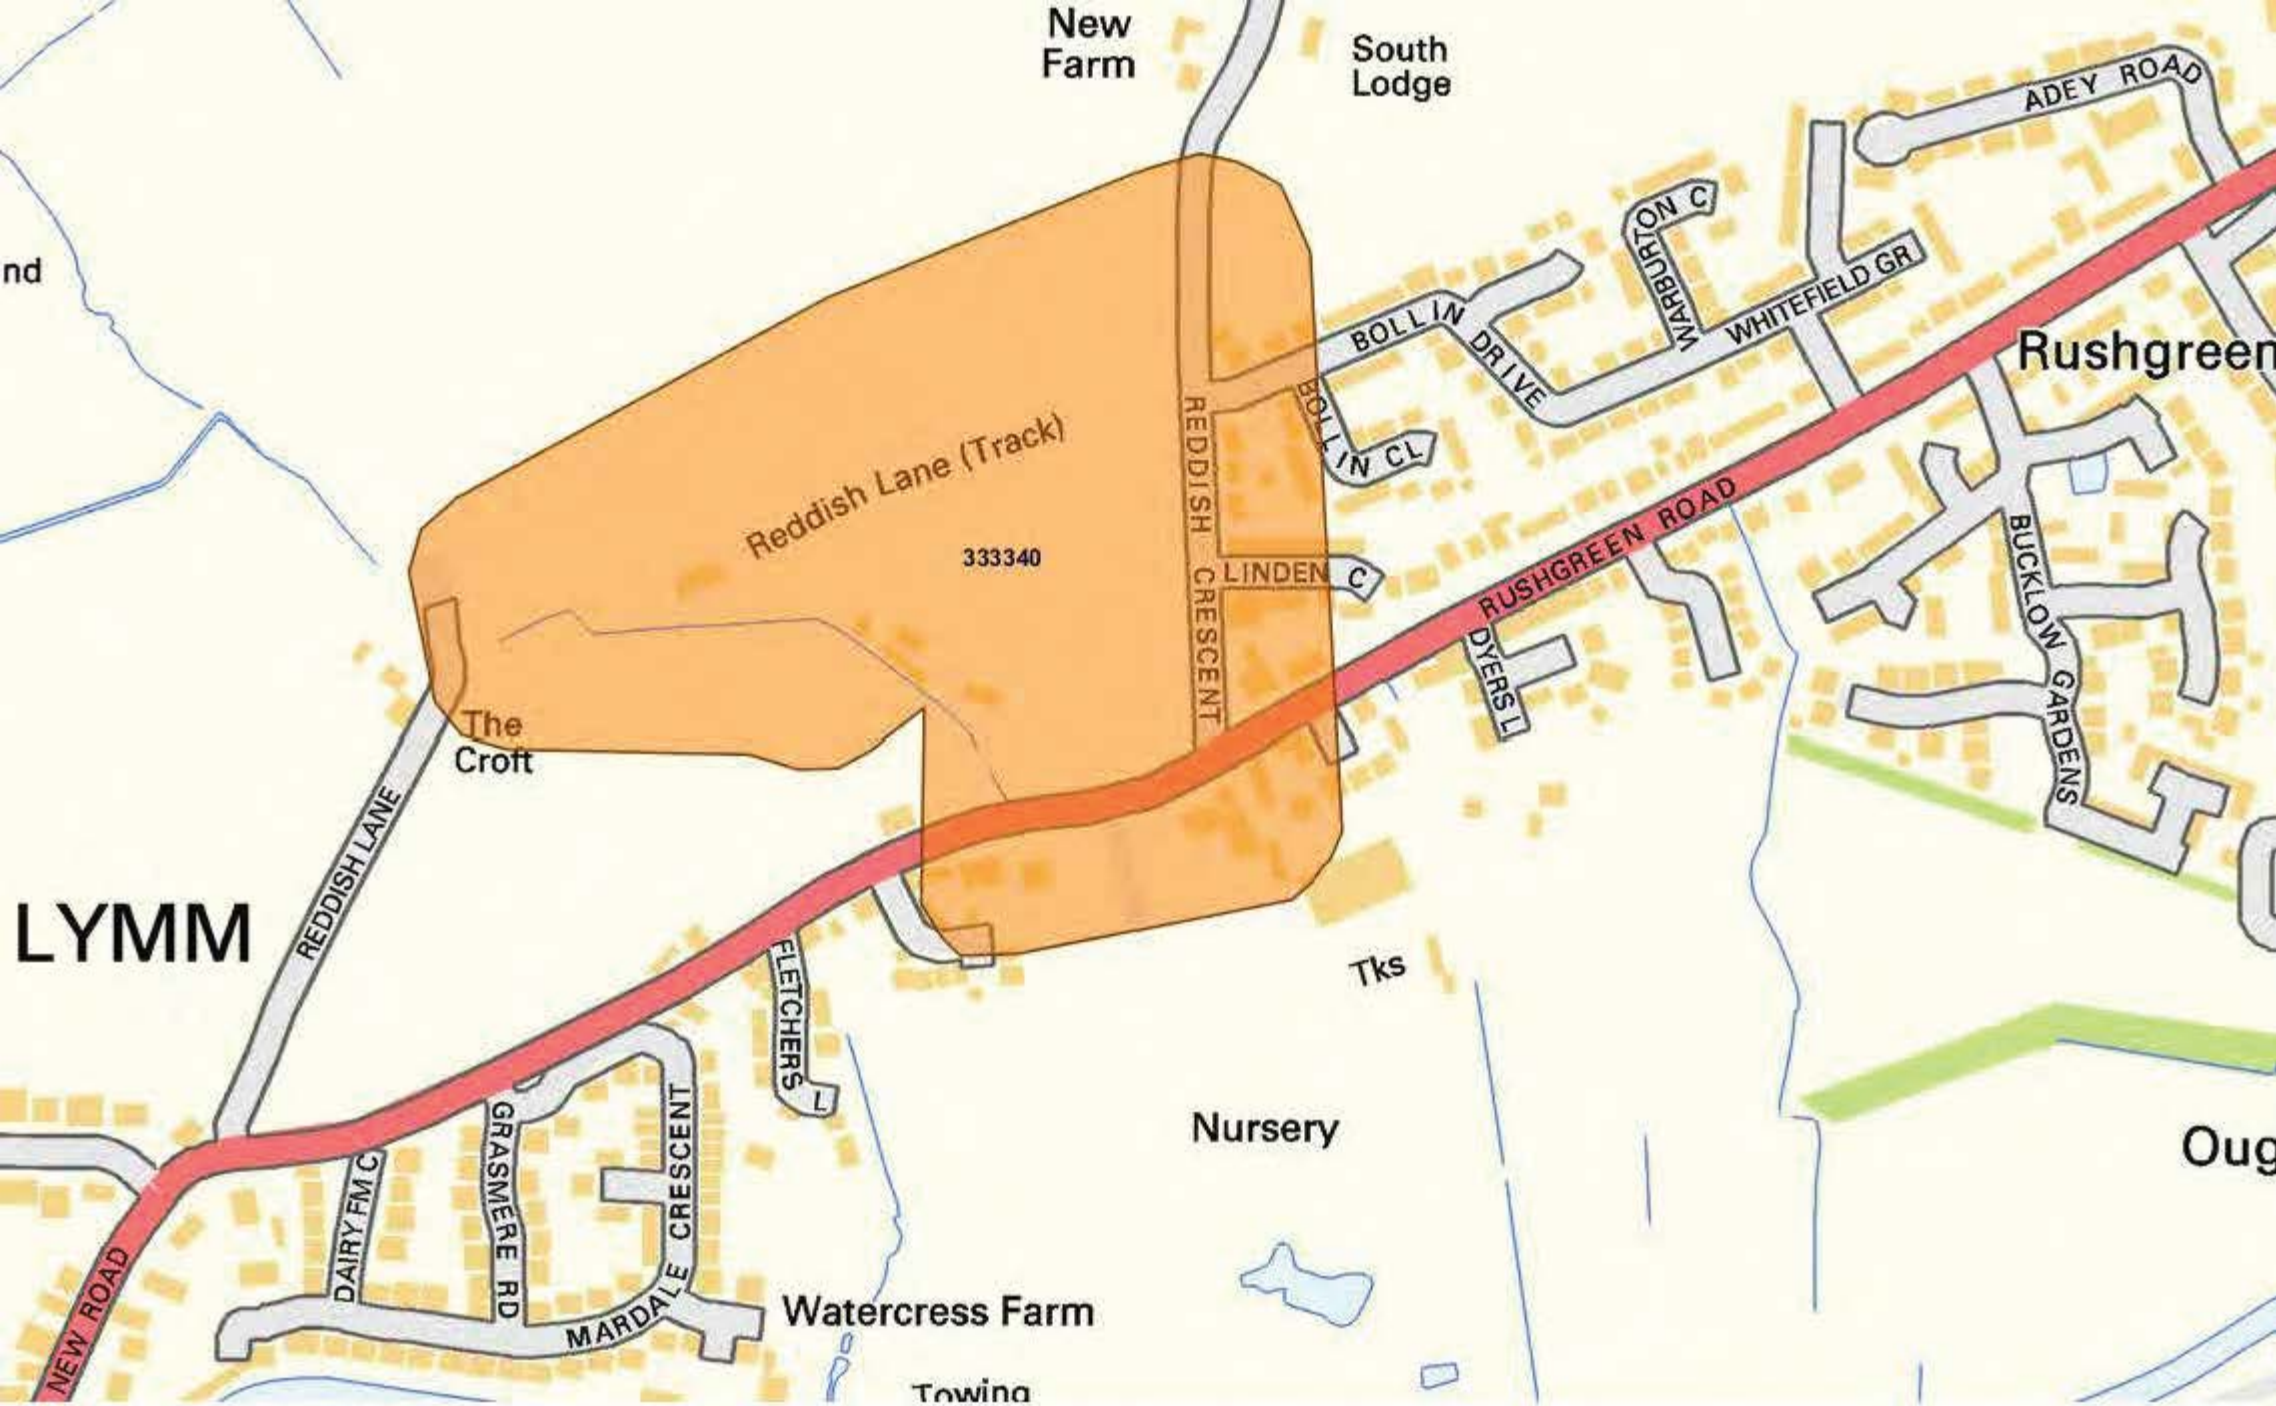 New
Farm
South
Lodge
ADEY ROAD
WARBURTON C
nd
BOLLIN DRIVE
WHITEFIELD GR
Rushgreen
BOLLIN CL
REDDISH CRESCENT
Reddish Lane (Track)
333340
LINDEN C
RUSHGREEN ROAD
BUCKLOW GARDENS
DYERS L
The
Croft
REDDISH LANE
LYMM
FLETCHERS L
Tks
Nursery
Oug
DAIRY FM C
GRASMERE RD
MARDALE CRESCENT
NEW ROAD
Watercress Farm
Towing